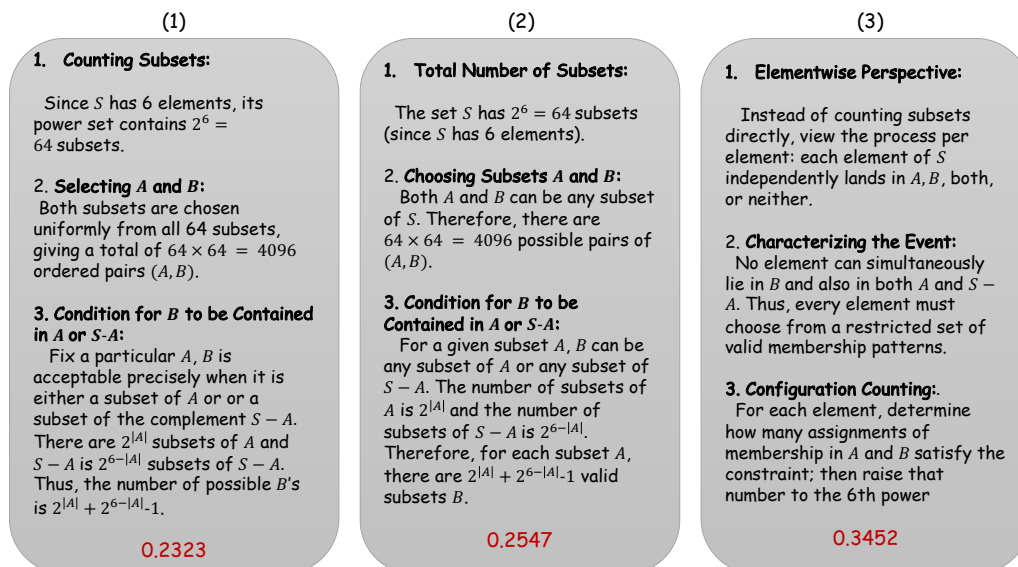 (1)
1. Counting Subsets:
Since S has 6 elements, its
power set contains 2⁶ =
64 subsets.
2. Selecting A and B:
Both subsets are chosen
uniformly from all 64 subsets,
giving a total of 64 × 64 = 4096
ordered pairs (A, B).
3. Condition for B to be Contained
in A or S-A:
Fix a particular A, B is
acceptable precisely when it is
either a subset of A or or a
subset of the complement S − A.
There are 2^|A| subsets of A and
S − A is 2^(6−|A|) subsets of S − A.
Thus, the number of possible B's
is 2^|A| + 2^(6−|A|)-1.
0.2323
(2)
1. Total Number of Subsets:
The set S has 2⁶ = 64 subsets
(since S has 6 elements).
2. Choosing Subsets A and B:
Both A and B can be any subset
of S. Therefore, there are
64 × 64 = 4096 possible pairs of
(A, B).
3. Condition for B to be
Contained in A or S-A:
For a given subset A, B can be
any subset of A or any subset of
S − A. The number of subsets of
A is 2^|A| and the number of
subsets of S − A is 2^(6−|A|).
Therefore, for each subset A,
there are 2^|A| + 2^(6−|A|)-1 valid
subsets B.
0.2547
(3)
1. Elementwise Perspective:
Instead of counting subsets
directly, view the process per
element: each element of S
independently lands in A, B, both,
or neither.
2. Characterizing the Event:
No element can simultaneously
lie in B and also in both A and S −
A. Thus, every element must
choose from a restricted set of
valid membership patterns.
3. Configuration Counting:.
For each element, determine
how many assignments of
membership in A and B satisfy the
constraint; then raise that
number to the 6th power
0.3452